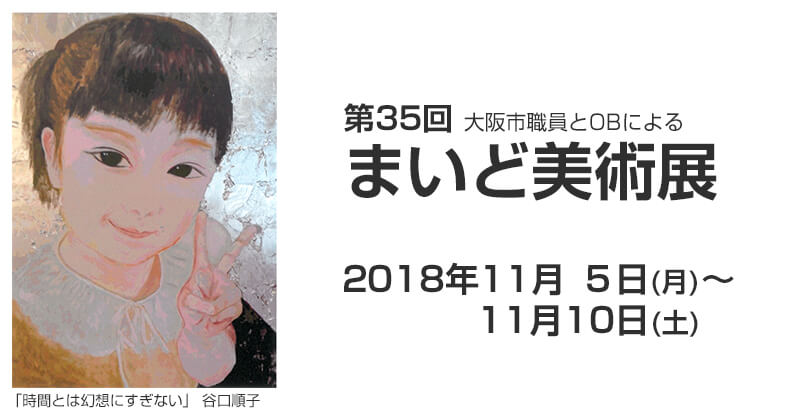 第35回 大阪市職員とOBによる
まいど美術展
2018年11月 5日(月)〜
11月10日(土)
「時間とは幻想にすぎない」 谷口順子